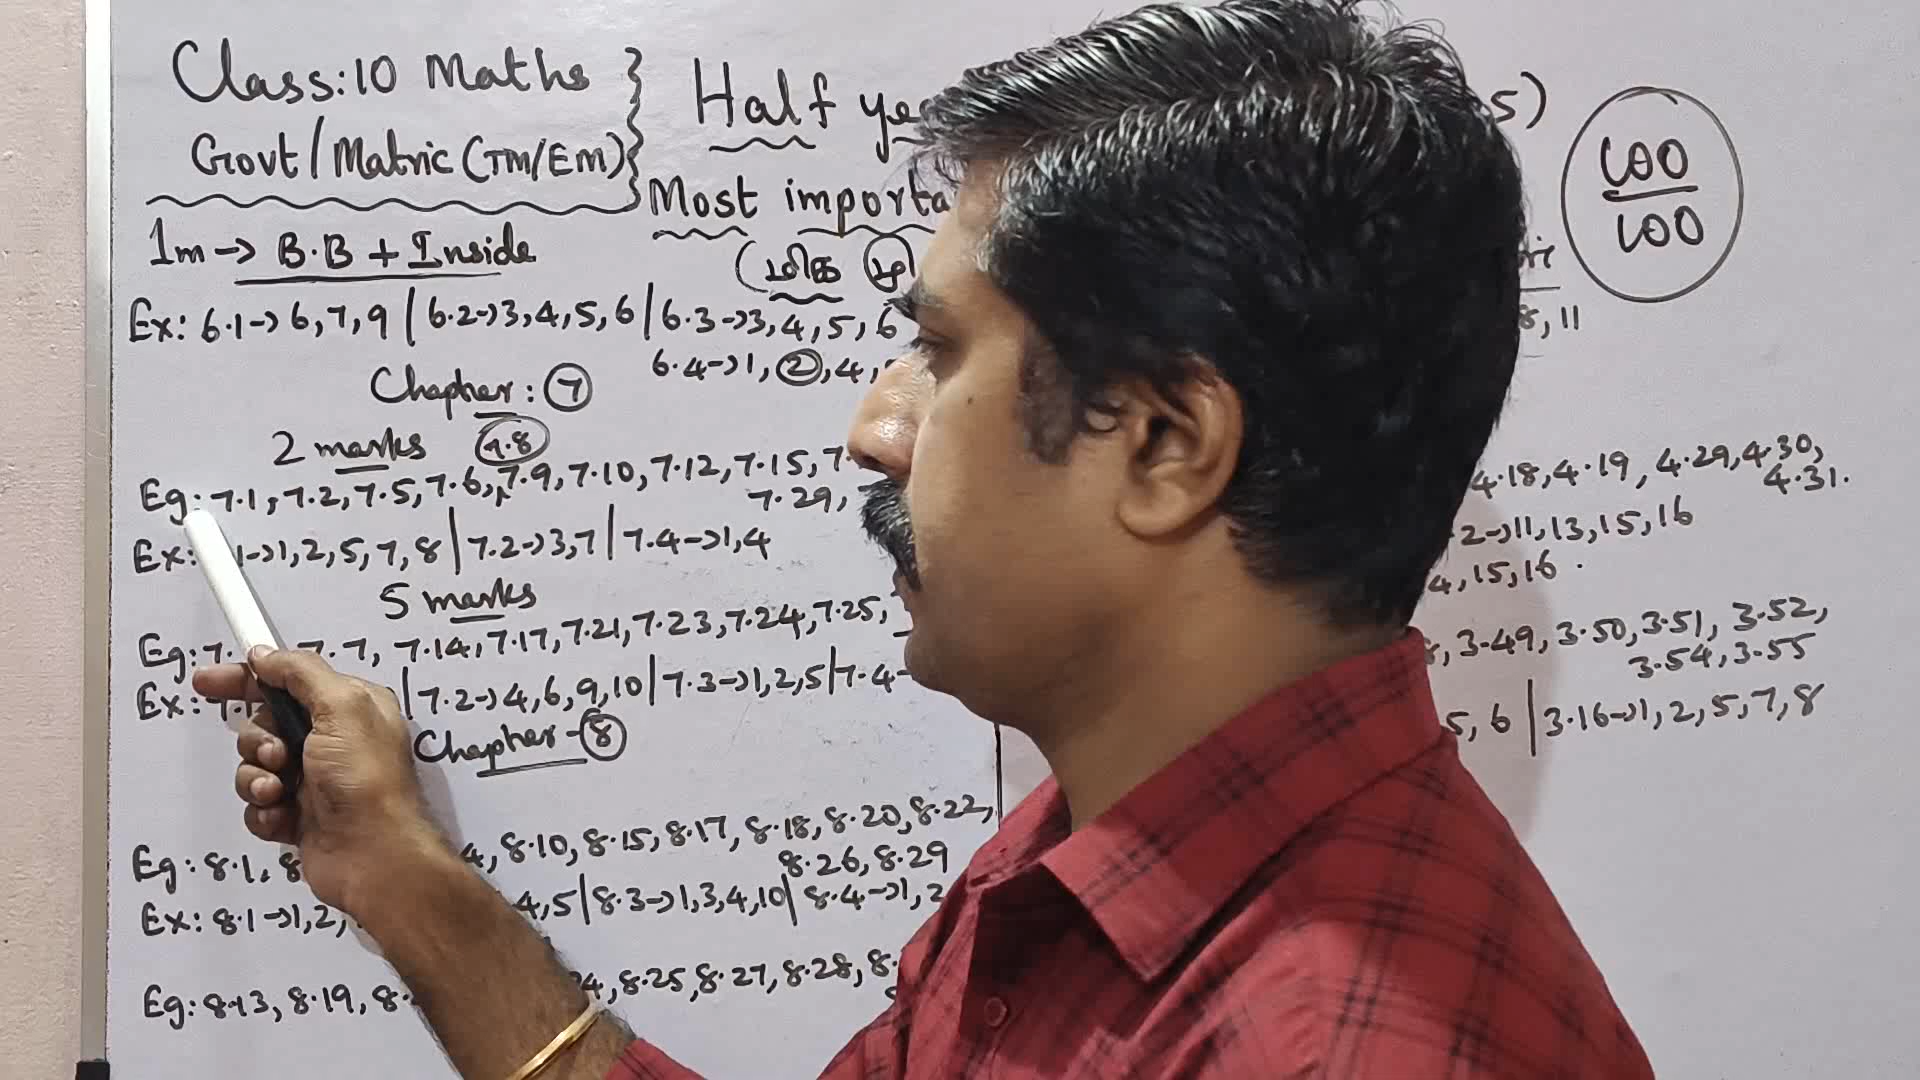 Class:10 Maths
Govt/Matric (TM/EM)
Half
Most
1m → B.B + Inside
100
100
Ex: 6.1→ 6, 7, 9 | 6.2→3, 4, 5, 6 | 6.3→3, 4, 5, 6
8, 11
6.4→1, 2, 4,
Chapter: 7
2 marks
Eg: 7.1, 7.2, 7.5, 7.6, 7.9, 7.10, 7.12, 7.15, 7.
7.29,
Ex: 1→1, 2, 5, 7, 8 | 7.2→3, 7 | 7.4→1, 4
5 marks
Eg: 7. 7.7, 7.14, 7.17, 7.21, 7.23, 7.24, 7.25,
Ex: 7.1 | 7.2→4, 6, 9, 10 | 7.3→1, 2, 5 | 7.4→
Chapter - 8
Eg: 8.1, 8 4, 8.10, 8.15, 8.17, 8.18, 8.20, 8.22,
8.26, 8.29
Ex: 8.1→1, 2, 4, 5 | 8.3→1, 3, 4, 10 | 8.4→1, 2
Eg: 8.13, 8.19, 8. 24, 8.25, 8.27, 8.28, 8.
4.18, 4.19, 4.29, 4.30,
4.31.
2→11, 13, 15, 16
4, 15, 16.
8, 3.49, 3.50, 3.51, 3.52,
3.54, 3.55
5, 6 | 3.16→1, 2, 5, 7, 8